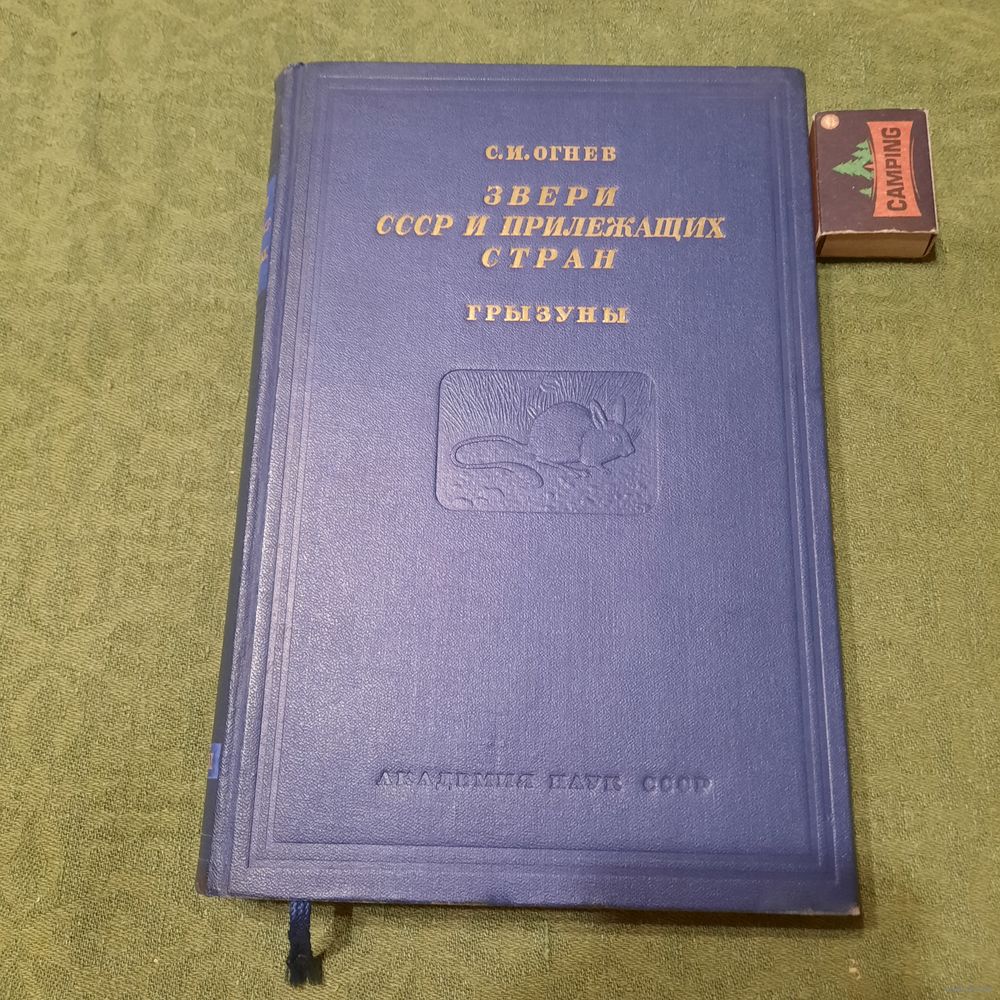 С.И.ОГНЕВ
ЗВЕРИ
СССР И ПРИЛЕЖАЩИХ
СТРАН
ГРЫЗУНЫ
АКАДЕМИЯ НАУК СССР
CAMPING